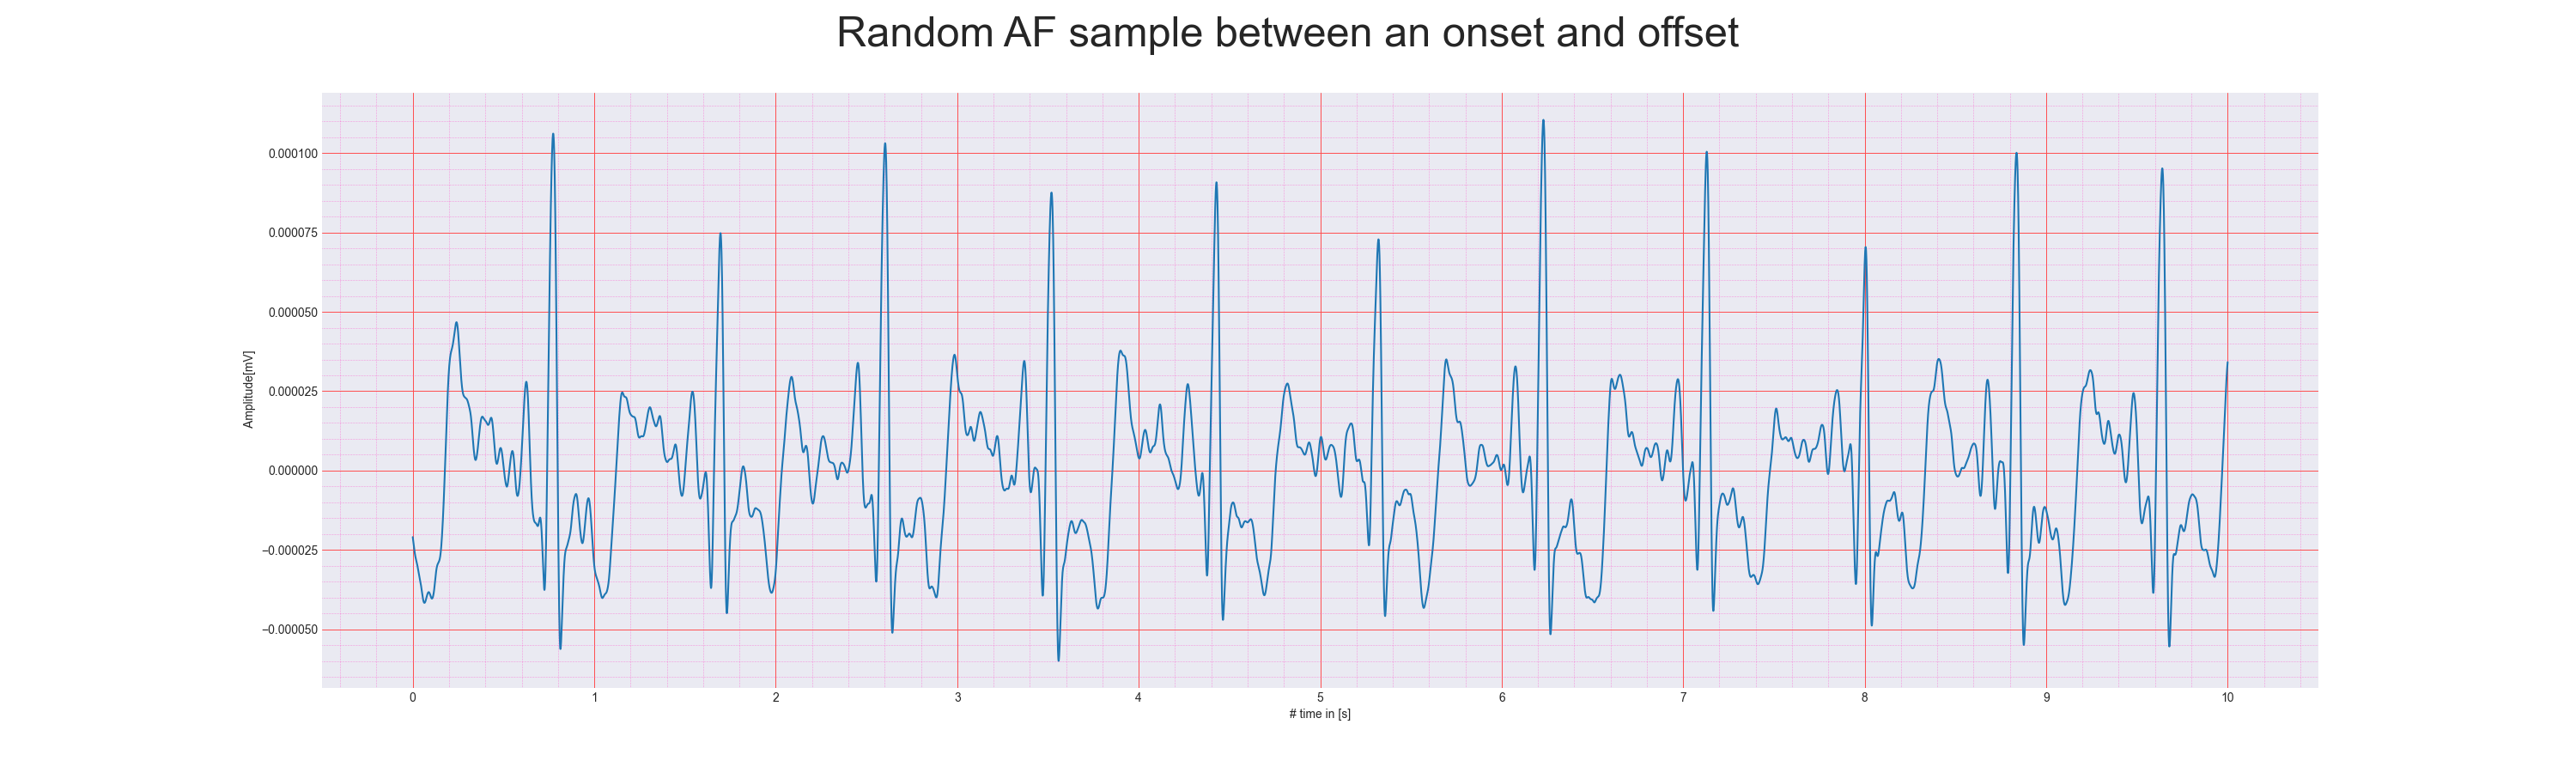 Random AF sample between an onset and offset
0.000100
0.000075
0.000050
0.000025
0.000000
−0.000025
−0.000050
Amplitude[mV]
0 1 2 3 4 5 6 7 8 9 10
# time in [s]